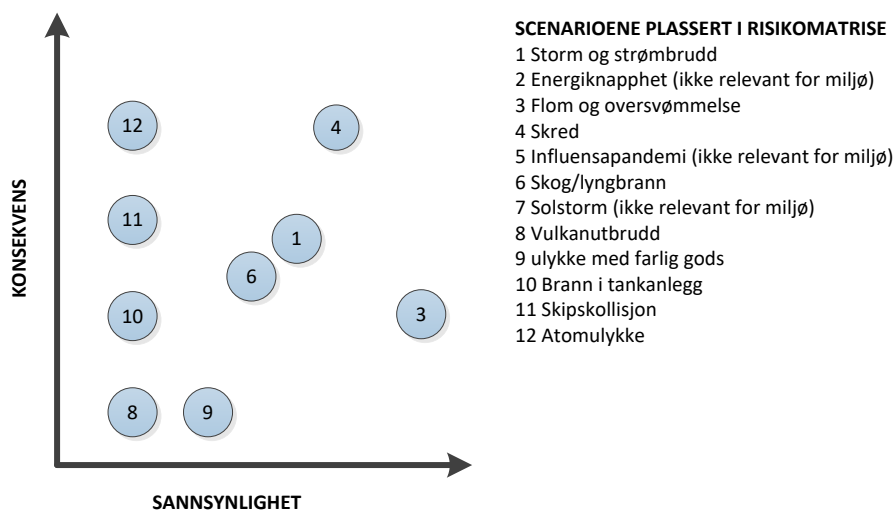 SCENARIOENE PLASSERT I RISIKOMATRISE
1 Storm og strømbrudd
2 Energiknapphet (ikke relevant for miljø)
3 Flom og oversvømmelse
4 Skred
5 Influensapandemi (ikke relevant for miljø)
6 Skog/lyngbrann
7 Solstorm (ikke relevant for miljø)
8 Vulkanutbrudd
9 ulykke med farlig gods
10 Brann i tankanlegg
11 Skipskollisjon
12 Atomulykke
KONSEKVENS
12
4
11
1
6
10
3
8
9
SANNSYNLIGHET